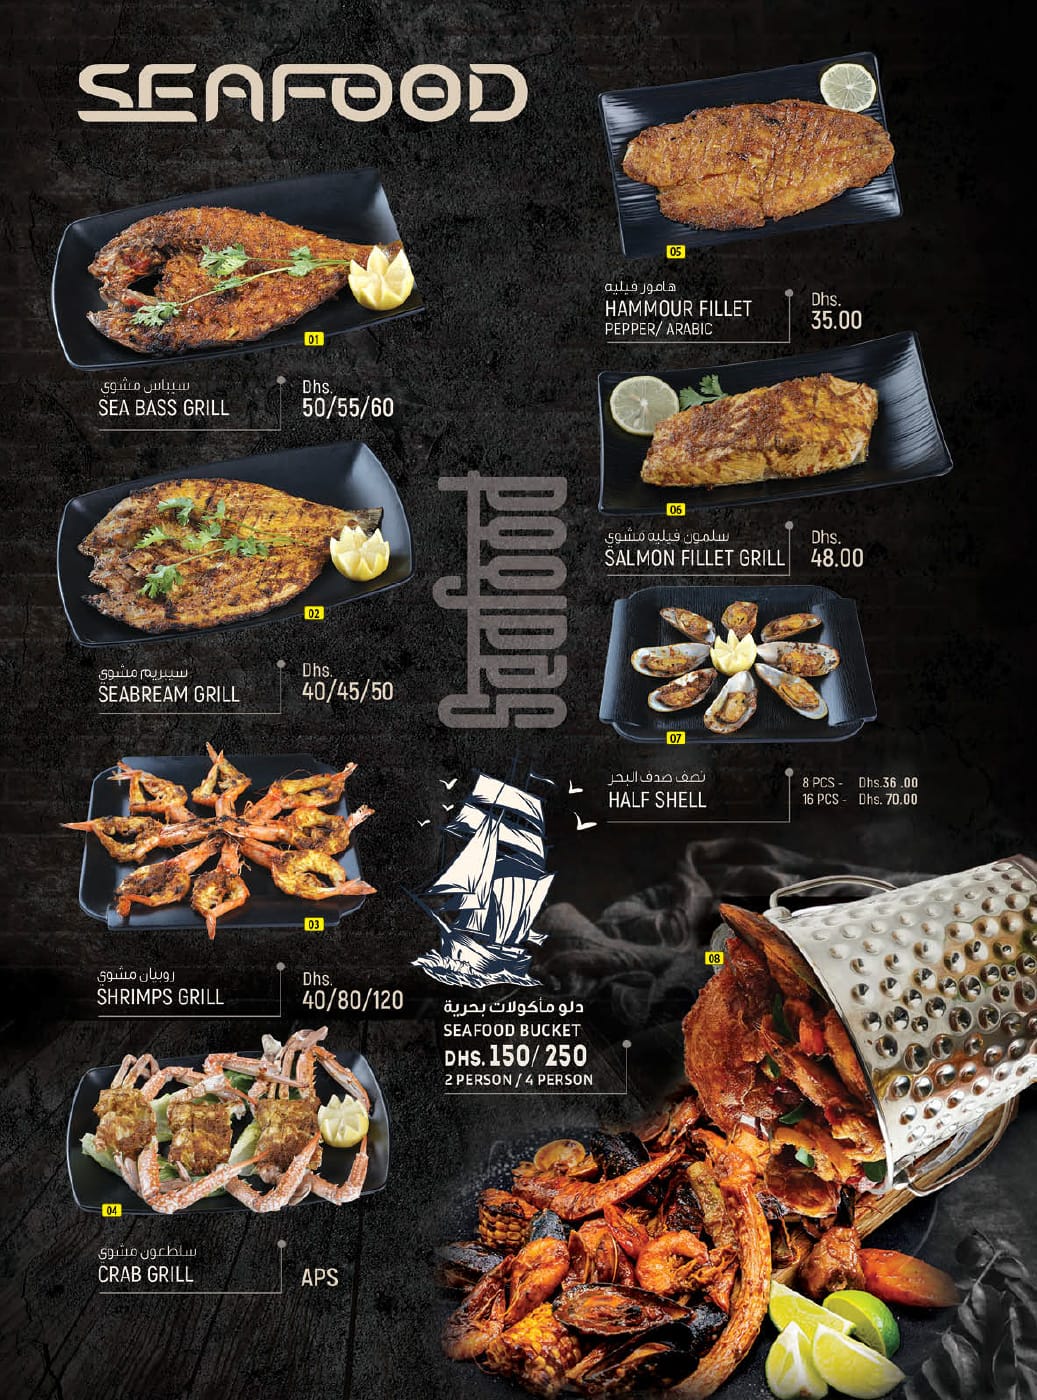 SEAFOOD
01
سيباس مشوي
SEA BASS GRILL
Dhs.
50/55/60
02
سيبريم مشوي
SEABREAM GRILL
Dhs.
40/45/50
03
روبيان مشوي
SHRIMPS GRILL
Dhs.
40/80/120
04
سلطعون مشوي
CRAB GRILL
APS
Seafood
05
هامور فيليه
HAMMOUR FILLET
PEPPER/ ARABIC
Dhs.
35.00
06
سلمون فيليه مشوي
SALMON FILLET GRILL
Dhs.
48.00
07
نصف صدف البحر
HALF SHELL
8 PCS - Dhs.36 .00
16 PCS - Dhs. 70.00
08
دلو مأكولات بحرية
SEAFOOD BUCKET
DHS. 150/ 250
2 PERSON / 4 PERSON